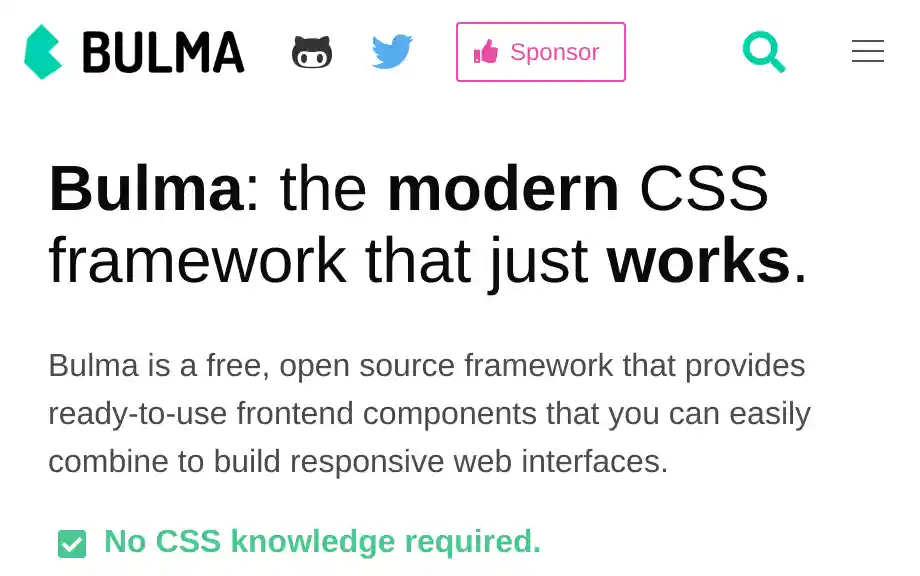 BULMA
Sponsor
Bulma: the modern CSS
framework that just works.
Bulma is a free, open source framework that provides
ready-to-use frontend components that you can easily
combine to build responsive web interfaces.
No CSS knowledge required.